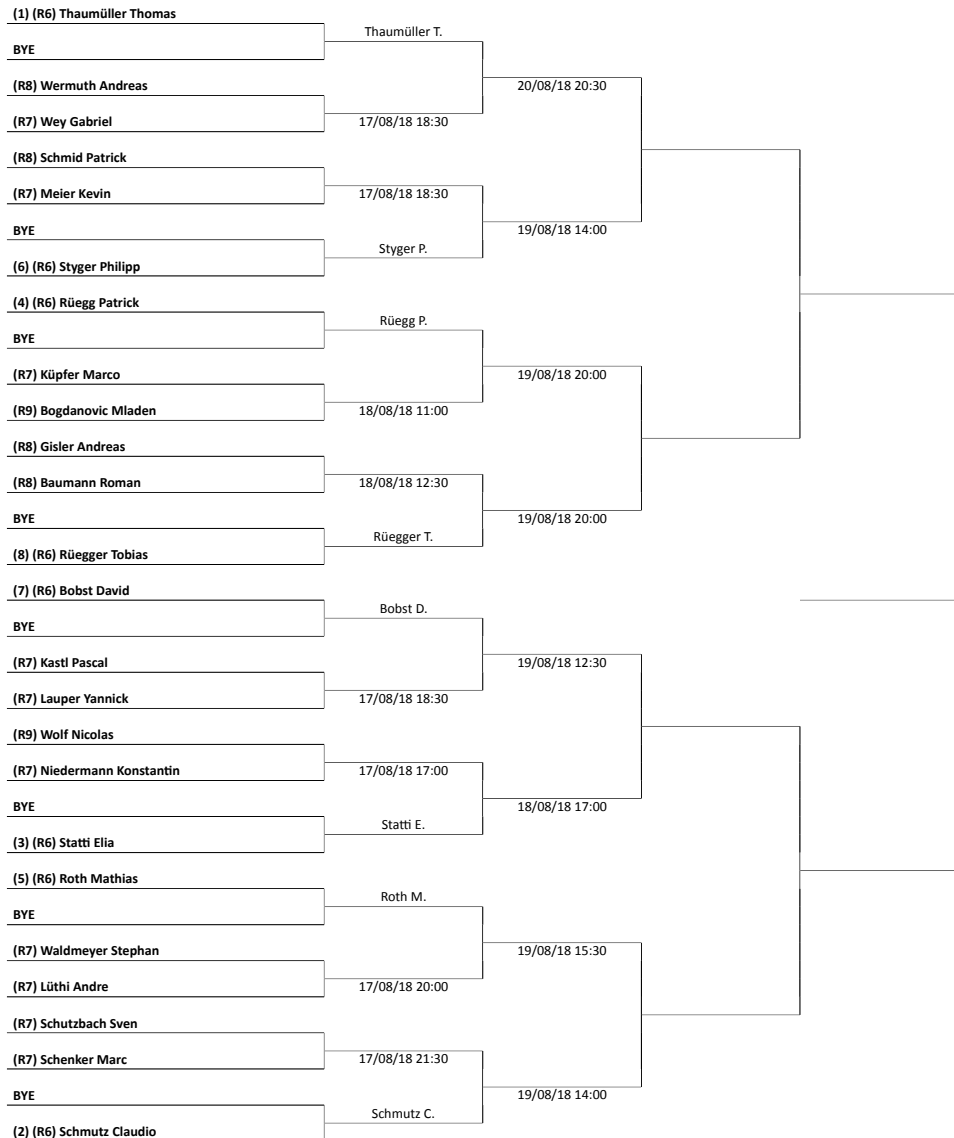 (1) (R6) Thaumüller Thomas
Thaumüller T.
BYE
(R8) Wermuth Andreas
20/08/18 20:30
(R7) Wey Gabriel
17/08/18 18:30
(R8) Schmid Patrick
(R7) Meier Kevin
17/08/18 18:30
BYE
19/08/18 14:00
Styger P.
(6) (R6) Styger Philipp
(4) (R6) Rüegg Patrick
Rüegg P.
BYE
(R7) Küpfer Marco
19/08/18 20:00
(R9) Bogdanovic Mladen
18/08/18 11:00
(R8) Gisler Andreas
(R8) Baumann Roman
18/08/18 12:30
BYE
19/08/18 20:00
Rüegger T.
(8) (R6) Rüegger Tobias
(7) (R6) Bobst David
Bobst D.
BYE
(R7) Kastl Pascal
19/08/18 12:30
(R7) Lauper Yannick
17/08/18 18:30
(R9) Wolf Nicolas
(R7) Niedermann Konstantin
17/08/18 17:00
BYE
18/08/18 17:00
Statti E.
(3) (R6) Statti Elia
(5) (R6) Roth Mathias
Roth M.
BYE
(R7) Waldmeyer Stephan
19/08/18 15:30
(R7) Lüthi Andre
17/08/18 20:00
(R7) Schutzbach Sven
(R7) Schenker Marc
17/08/18 21:30
BYE
19/08/18 14:00
Schmutz C.
(2) (R6) Schmutz Claudio